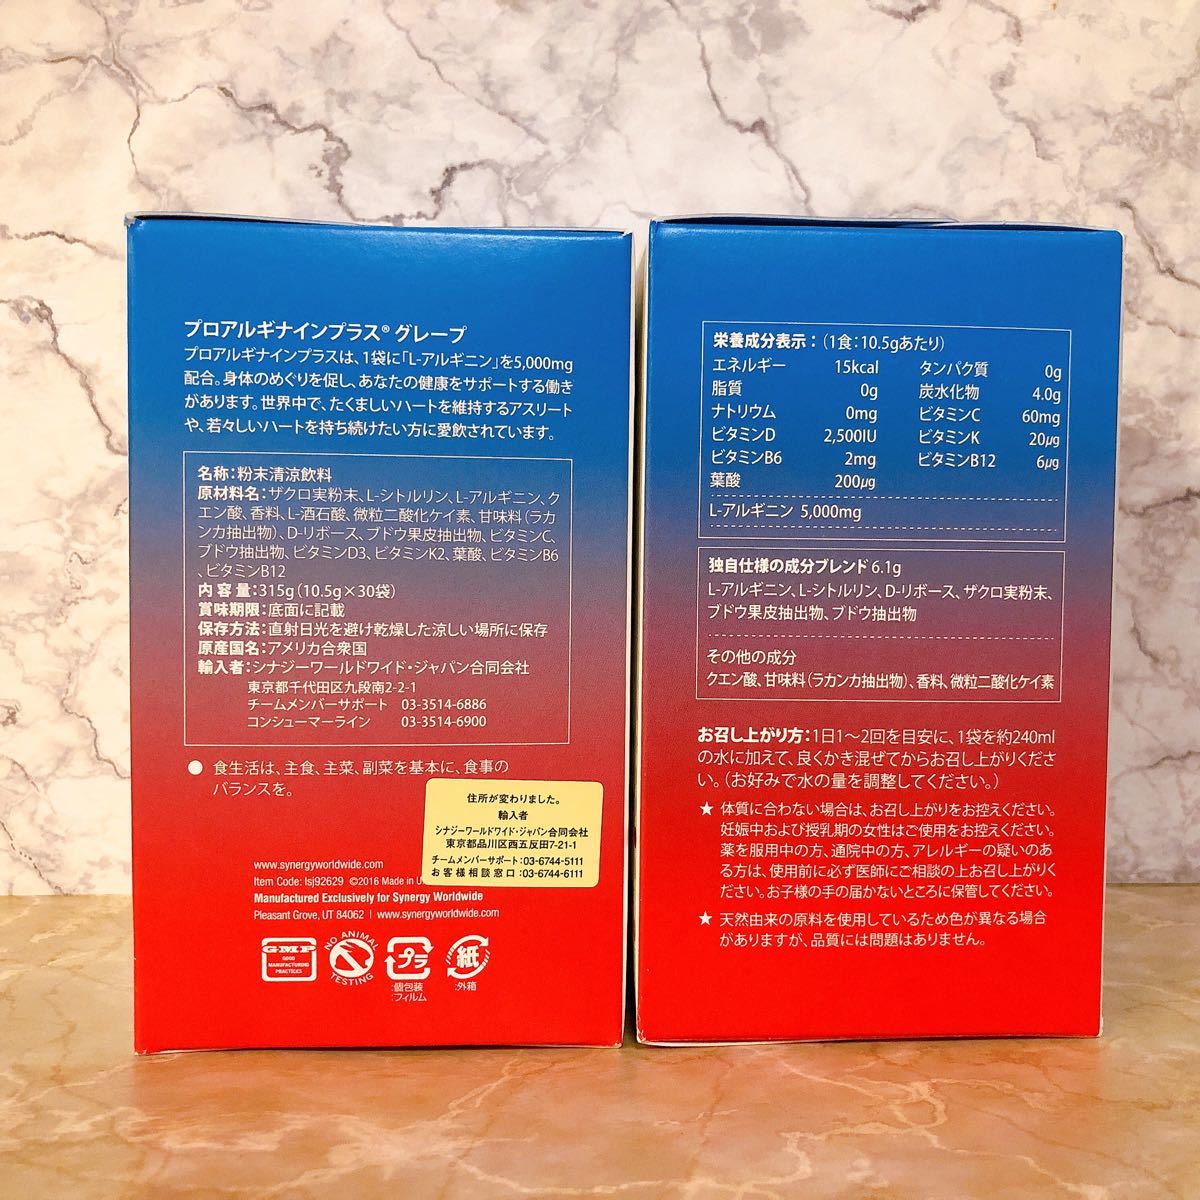 プロアルギナインプラス® グレープ
プロアルギナインプラスは、1袋に「L-アルギニン」を5,000mg
配合。身体のめぐりを促し、あなたの健康をサポートする働き
があります。世界中で、たくましいハートを維持するアスリート
や、若々しいハートを持ち続けたい方に愛飲されています。
名称:粉末清涼飲料
原材料名:ザクロ実粉末、L-シトルリン、L-アルギニン、ク
エン酸、香料、L-酒石酸、微粒二酸化ケイ素、甘味料(ラカ
ンカ抽出物)、D-リボース、ブドウ果皮抽出物、ビタミンC、
ブドウ抽出物、ビタミンD3、ビタミンK2、葉酸、ビタミンB6
、ビタミンB12
内 容 量:315g(10.5g×30袋)
賞味期限:底面に記載
保存方法:直射日光を避け乾燥した涼しい場所に保存
原産国名:アメリカ合衆国
輸入者:シナジーワールドワイド・ジャパン合同会社
東京都千代田区九段南2-2-1
チームメンバーサポート 03-3514-6886
コンシューマーライン 03-3514-6900
● 食生活は、主食、主菜、副菜を基本に、食事の
バランスを。
住所が変わりました。
輸入者
シナジーワールドワイド・ジャパン合同会社
東京都品川区西五反田7-21-1
チームメンバーサポート:03-6744-5111
お 客 様 相 談 窓 口:03-6744-6111
www.synergyworldwide.com
Item Code: lsj92629 ©2016 Made in U
Manufactured Exclusively for Synergy Worldwide
Pleasant Grove, UT 84062 | www.synergyworldwide.com
GMP
GOOD
MANUFACTURING
PRACTICES
NO ANIMAL
TESTING
プラ
:個包装
:フィルム
紙
:外箱
栄養成分表示:(1食:10.5gあたり)
エネルギー 15kcal タンパク質 0g
脂質 0g 炭水化物 4.0g
ナトリウム 0mg ビタミンC 60mg
ビタミンD 2,500IU ビタミンK 20μg
ビタミンB6 2mg ビタミンB12 6μg
葉酸 200μg
L-アルギニン 5,000mg
独自仕様の成分ブレンド 6.1g
L-アルギニン、L-シトルリン、D-リボース、ザクロ実粉末、
ブドウ果皮抽出物、ブドウ抽出物
その他の成分
クエン酸、甘味料(ラカンカ抽出物)、香料、微粒二酸化ケイ素
お召し上がり方:1日1〜2回を目安に、1袋を約240ml
の水に加えて、良くかき混ぜてからお召し上がりくださ
い。(お好みで水の量を調整してください。)
★ 体質に合わない場合は、お召し上がりをお控えください。
妊娠中および授乳期の女性はご使用をお控えください。
薬を服用中の方、通院中の方、アレルギーの疑いのあ
る方は、使用前に必ず医師にご相談の上お召し上がりく
ださい。お子様の手の届かないところに保管してください。
★ 天然由来の原料を使用しているため色が異なる場合
がありますが、品質には問題はありません。